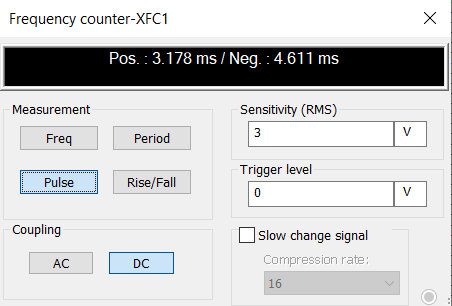 Frequency counter-XFC1
Pos. : 3.178 ms / Neg. : 4.611 ms
Measurement
Freq
Period
Pulse
Rise/Fall
Coupling
AC
DC
Sensitivity (RMS)
3 V
Trigger level
0 V
Slow change signal
Compression rate:
16